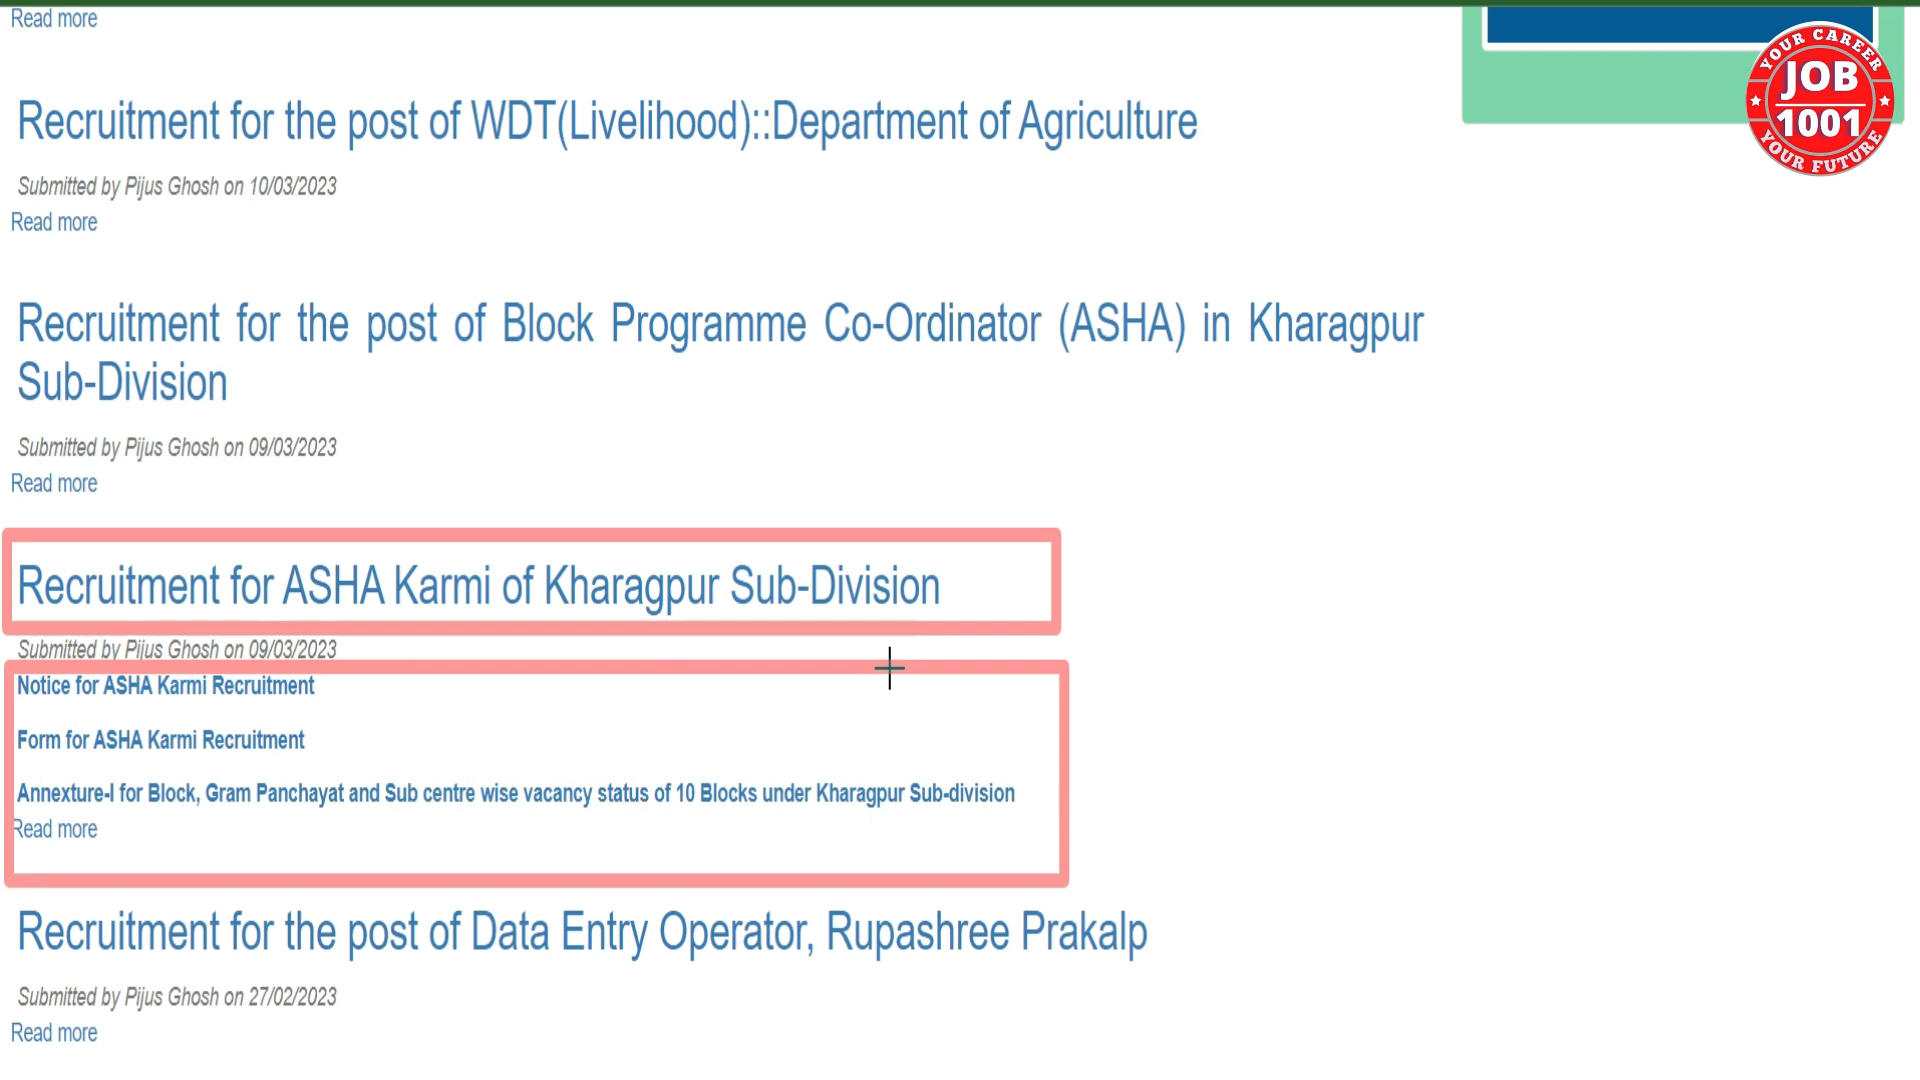 Read more
YOUR CAREER
JOB
1001
YOUR FUTURE
Recruitment for the post of WDT(Livelihood)::Department of Agriculture
Submitted by Pijus Ghosh on 10/03/2023
Read more
Recruitment for the post of Block Programme Co-Ordinator (ASHA) in Kharagpur
Sub-Division
Submitted by Pijus Ghosh on 09/03/2023
Read more
Recruitment for ASHA Karmi of Kharagpur Sub-Division
Submitted by Pijus Ghosh on 09/03/2023
Notice for ASHA Karmi Recruitment
Form for ASHA Karmi Recruitment
Annexture-I for Block, Gram Panchayat and Sub centre wise vacancy status of 10 Blocks under Kharagpur Sub-division
Read more
Recruitment for the post of Data Entry Operator, Rupashree Prakalp
Submitted by Pijus Ghosh on 27/02/2023
Read more